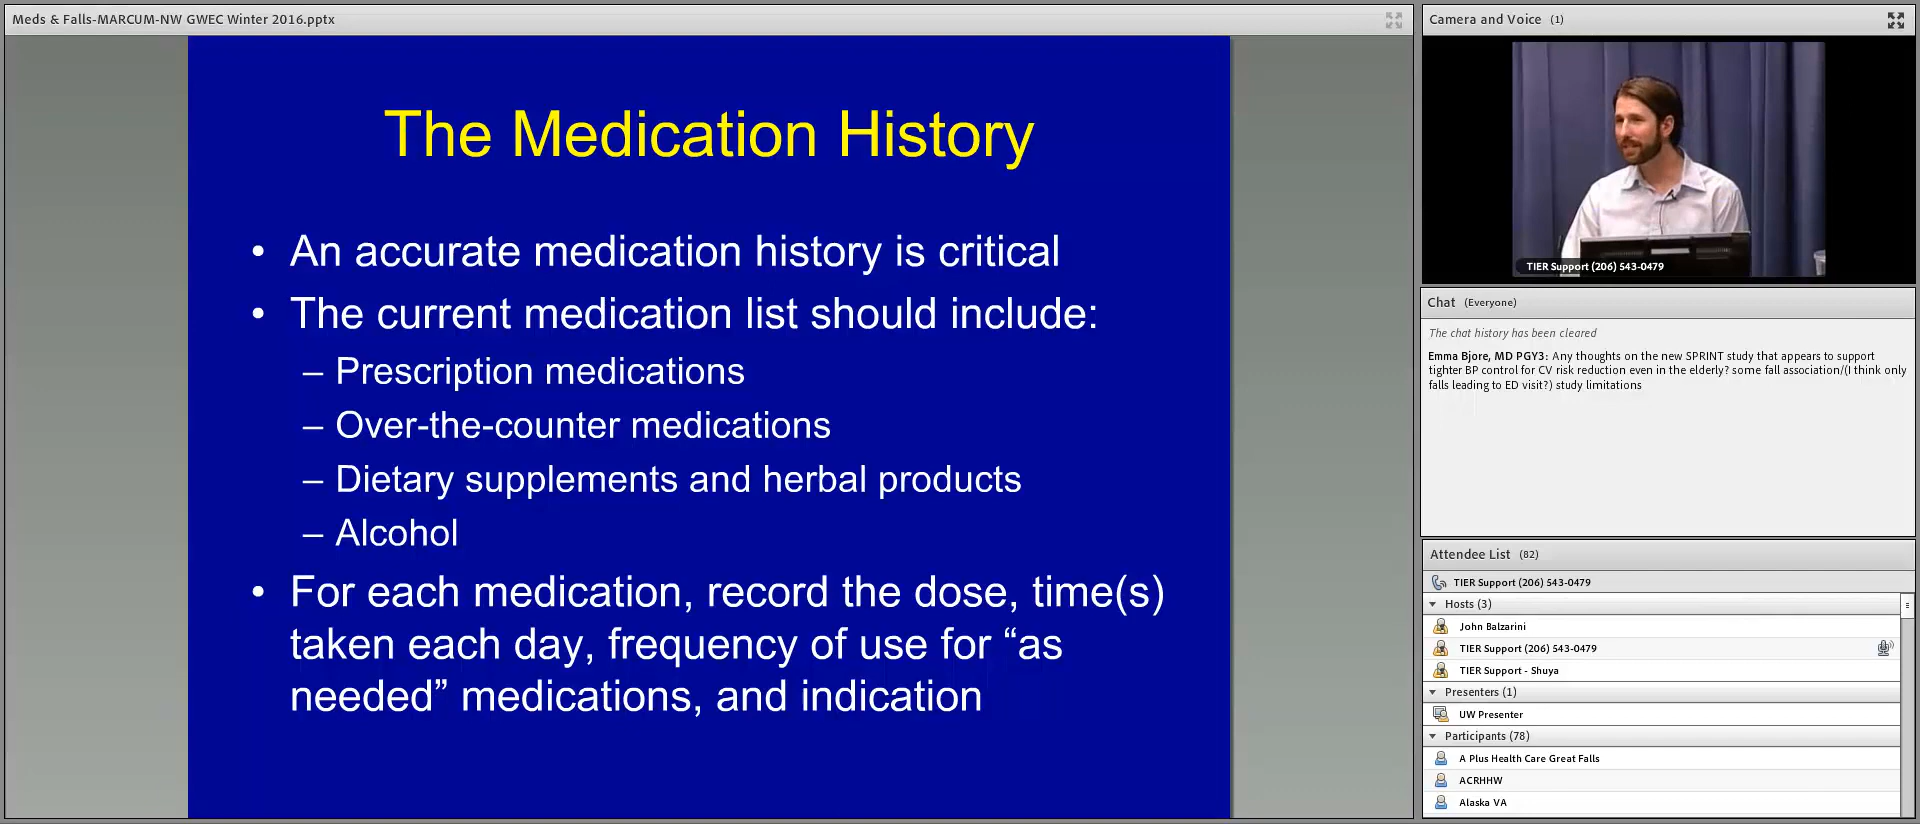 Meds & Falls-MARCUM-NW GWEC Winter 2016.pptx
The Medication History
• An accurate medication history is critical
• The current medication list should include:
– Prescription medications
– Over-the-counter medications
– Dietary supplements and herbal products
– Alcohol
• For each medication, record the dose, time(s)
taken each day, frequency of use for “as
needed” medications, and indication
Camera and Voice (1)
TIER Support (206) 543-0479
Chat (Everyone)
The chat history has been cleared
Emma Bjore, MD PGY3: Any thoughts on the new SPRINT study that appears to support
tighter BP control for CV risk reduction even in the elderly? some fall association/(I think only
falls leading to ED visit?) study limitations
Attendee List (82)
TIER Support (206) 543-0479
Hosts (3)
John Balzarini
TIER Support (206) 543-0479
TIER Support - Shuya
Presenters (1)
UW Presenter
Participants (78)
A Plus Health Care Great Falls
ACRHHW
Alaska VA